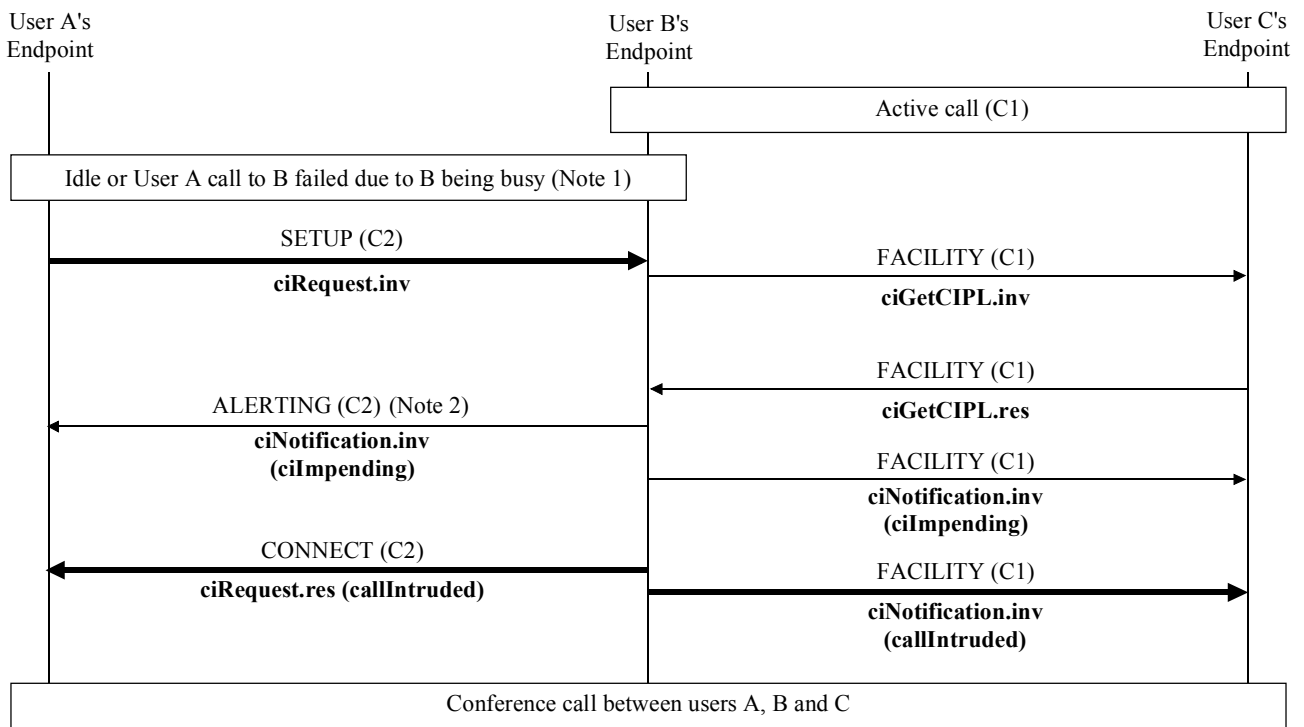 User A's
Endpoint
User B's
Endpoint
User C's
Endpoint
Active call (C1)
Idle or User A call to B failed due to B being busy (Note 1)
SETUP (C2)
ciRequest.inv
FACILITY (C1)
ciGetCIPL.inv
FACILITY (C1)
ciGetCIPL.res
ALERTING (C2) (Note 2)
ciNotification.inv
(ciImpending)
FACILITY (C1)
ciNotification.inv
(ciImpending)
CONNECT (C2)
ciRequest.res (callIntruded)
FACILITY (C1)
ciNotification.inv
(callIntruded)
Conference call between users A, B and C